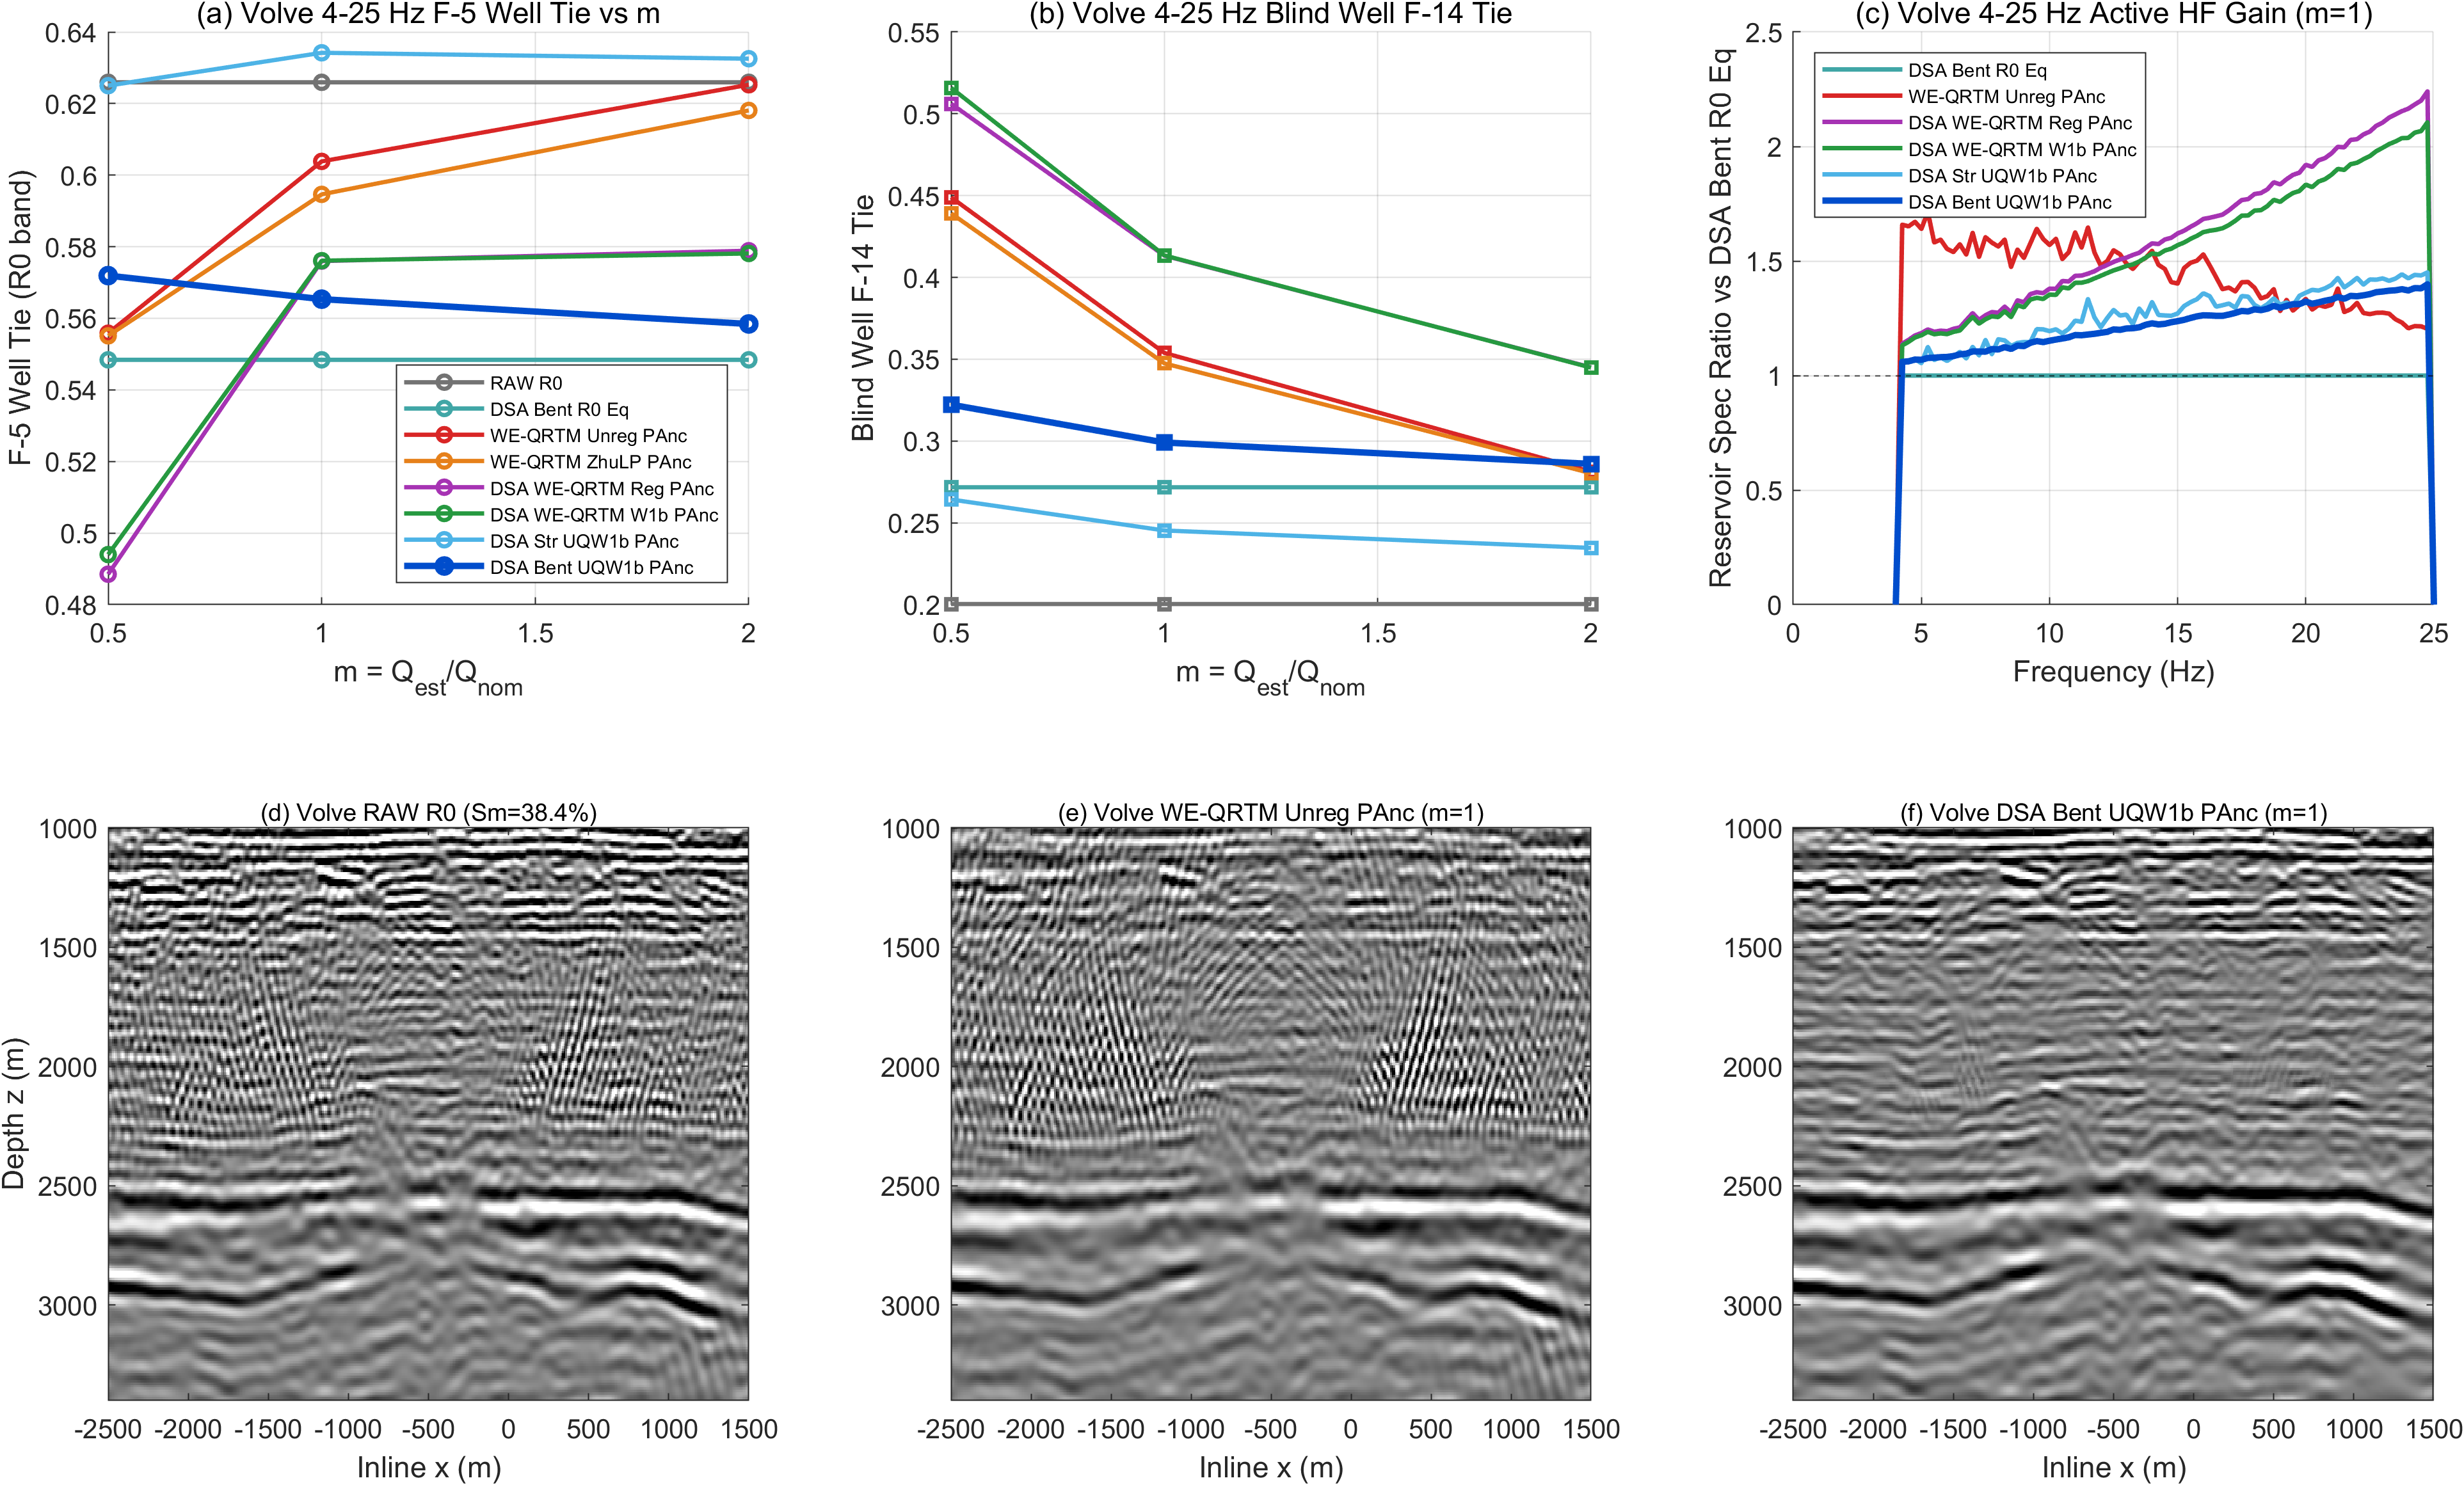 (a) Volve 4-25 Hz F-5 Well Tie vs m
F-5 Well Tie (R0 band)
0.64
0.62
0.6
0.58
0.56
0.54
0.52
0.5
0.48
RAW R0
DSA Bent R0 Eq
WE-QRTM Unreg PAnc
WE-QRTM ZhuLP PAnc
DSA WE-QRTM Reg PAnc
DSA WE-QRTM W1b PAnc
DSA Str UQW1b PAnc
DSA Bent UQW1b PAnc
0.5 1 1.5 2
m = Qest/Qnom
(b) Volve 4-25 Hz Blind Well F-14 Tie
Blind Well F-14 Tie
0.55
0.5
0.45
0.4
0.35
0.3
0.25
0.2
0.5 1 1.5 2
m = Qest/Qnom
(c) Volve 4-25 Hz Active HF Gain (m=1)
Reservoir Spec Ratio vs DSA Bent R0 Eq
2.5
2
1.5
1
0.5
0
DSA Bent R0 Eq
WE-QRTM Unreg PAnc
DSA WE-QRTM Reg PAnc
DSA WE-QRTM W1b PAnc
DSA Str UQW1b PAnc
DSA Bent UQW1b PAnc
0 5 10 15 20 25
Frequency (Hz)
(d) Volve RAW R0 (Sm=38.4%)
Depth z (m)
1000
1500
2000
2500
3000
-2500 -2000 -1500 -1000 -500 0 500 1000 1500
Inline x (m)
(e) Volve WE-QRTM Unreg PAnc (m=1)
1000
1500
2000
2500
3000
-2500 -2000 -1500 -1000 -500 0 500 1000 1500
Inline x (m)
(f) Volve DSA Bent UQW1b PAnc (m=1)
1000
1500
2000
2500
3000
-2500 -2000 -1500 -1000 -500 0 500 1000 1500
Inline x (m)